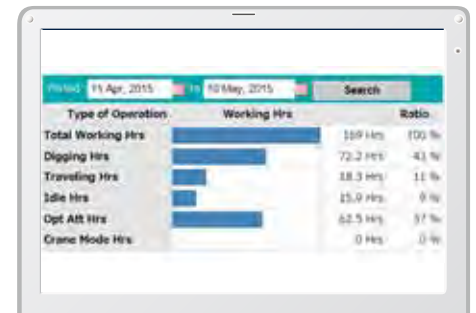 Period 11 Apr, 2015 to 10 May, 2015 Search
Type of Operation Working Hrs Ratio
Total Working Hrs 169 Hrs 100 %
Digging Hrs 72.2 Hrs 43 %
Traveling Hrs 18.3 Hrs 11 %
Idle Hrs 15.9 Hrs 9 %
Opt Att Hrs 62.5 Hrs 37 %
Crane Mode Hrs 0 Hrs 0 %